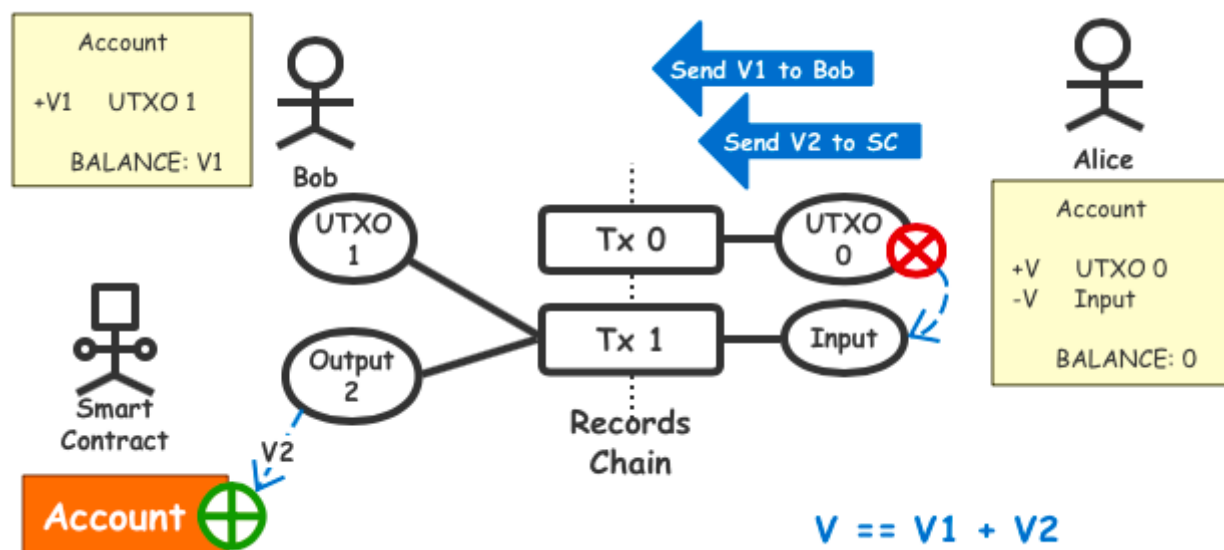 Account
+V1 UTXO 1
BALANCE: V1
Bob
Send V1 to Bob
Send V2 to SC
Alice
Account
+V UTXO 0
-V Input
BALANCE: 0
UTXO
1
Tx 0
UTXO
0
Output
2
Tx 1
Input
Smart
Contract
V2
Records
Chain
Account
V == V1 + V2